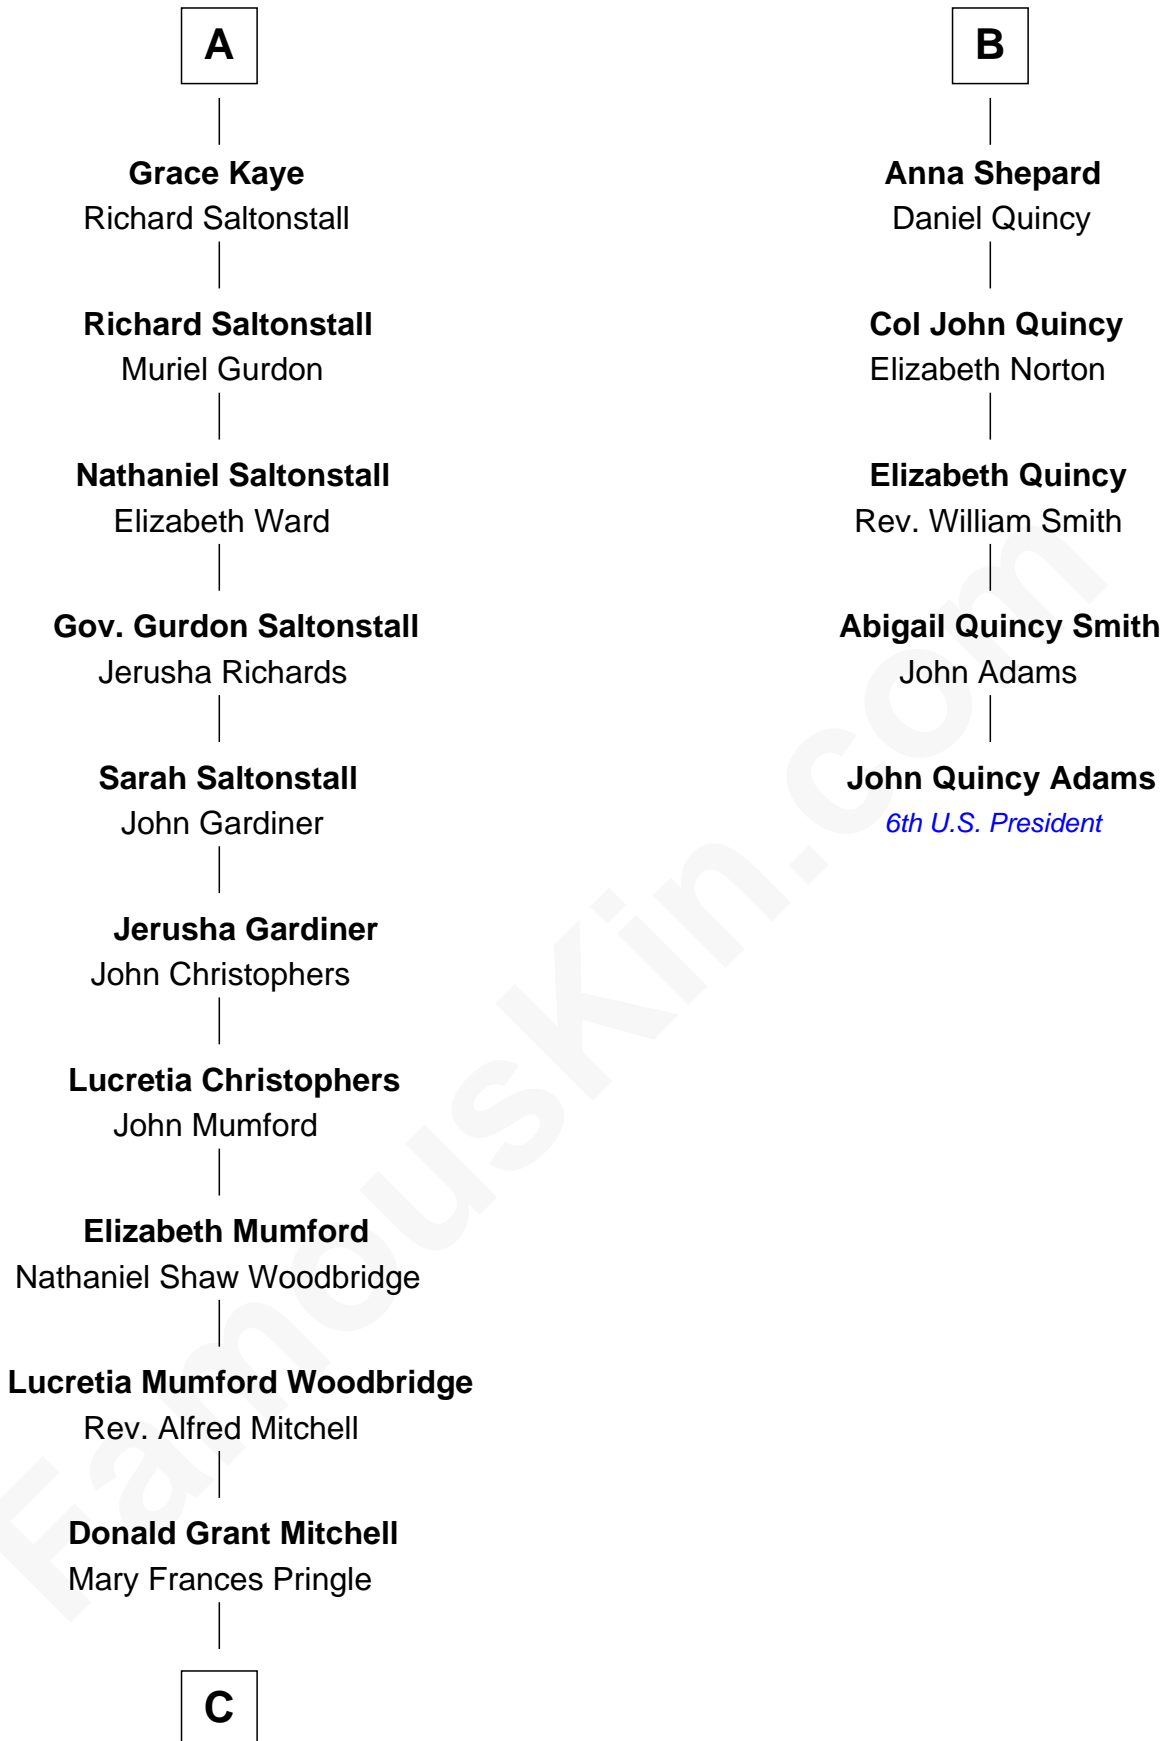 A
Grace Kaye
Richard Saltonstall
Richard Saltonstall
Muriel Gurdon
Nathaniel Saltonstall
Elizabeth Ward
Gov. Gurdon Saltonstall
Jerusha Richards
Sarah Saltonstall
John Gardiner
Jerusha Gardiner
John Christophers
Lucretia Christophers
John Mumford
Elizabeth Mumford
Nathaniel Shaw Woodbridge
Lucretia Mumford Woodbridge
Rev. Alfred Mitchell
Donald Grant Mitchell
Mary Frances Pringle
C
B
Anna Shepard
Daniel Quincy
Col John Quincy
Elizabeth Norton
Elizabeth Quincy
Rev. William Smith
Abigail Quincy Smith
John Adams
John Quincy Adams
6th U.S. President
FamousKin.com